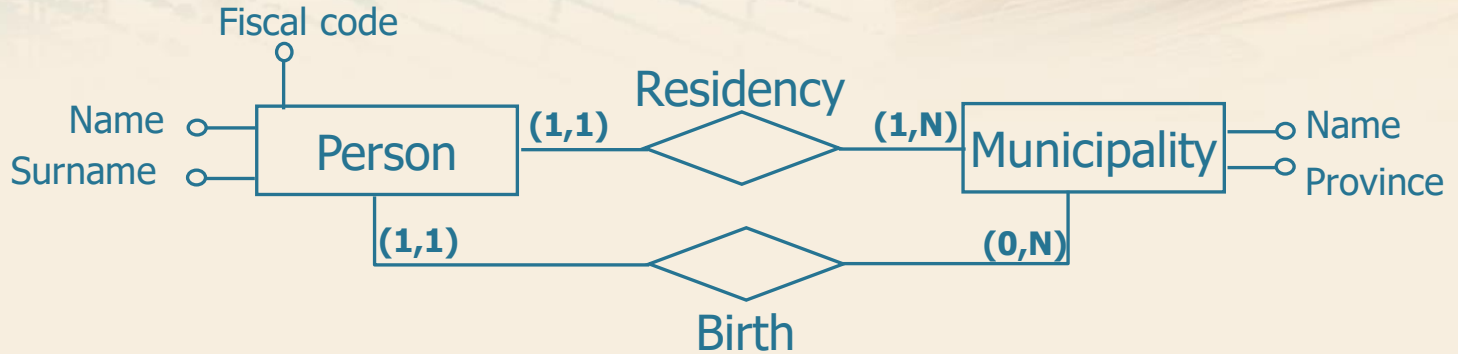 Fiscal code
Residency
Name
(1,1)
(1,N)
Name
Person
Municipality
Surname
Province
(1,1)
(0,N)
Birth